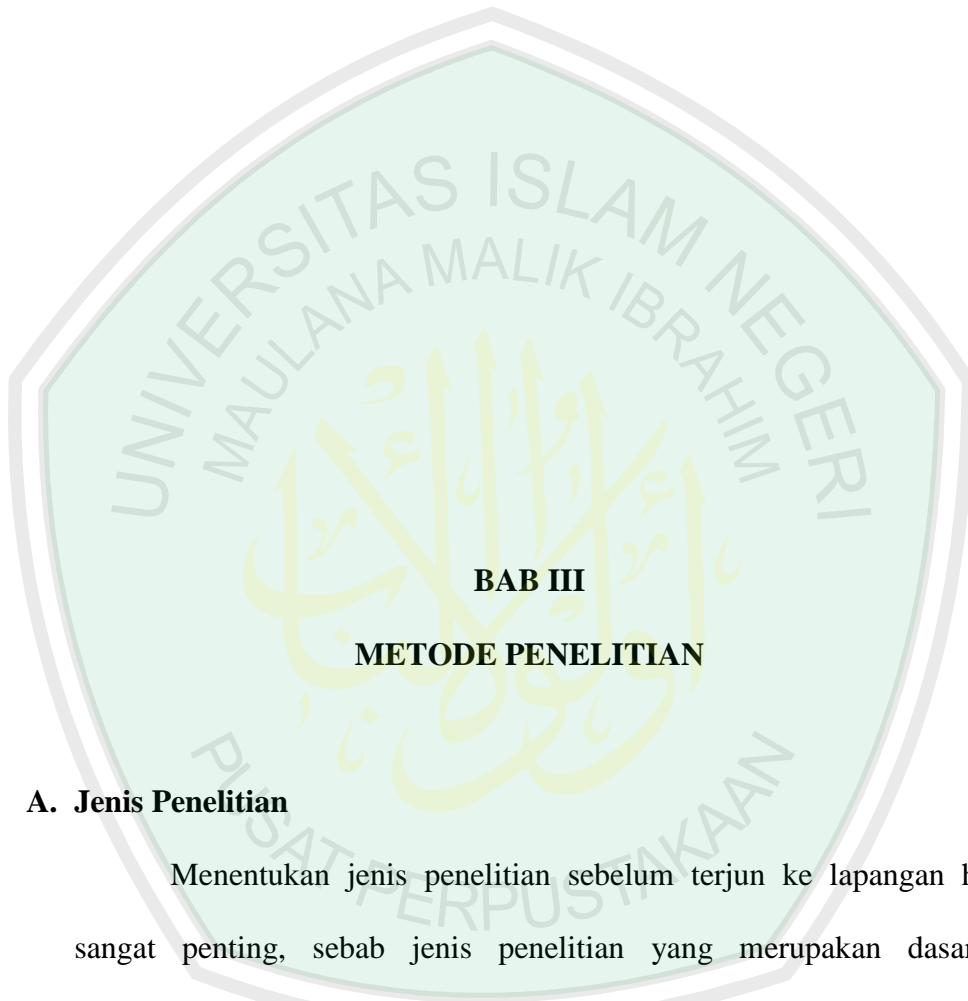 UNIVERSITAS ISLAM NEGERI
MAULANA MALIK IBRAHIM
BAB III
METODE PENELITIAN
A. Jenis Penelitian
Menentukan jenis penelitian sebelum terjun ke lapangan
sangat penting, sebab jenis penelitian yang merupakan
PUSAT PERPUSTAKAAN